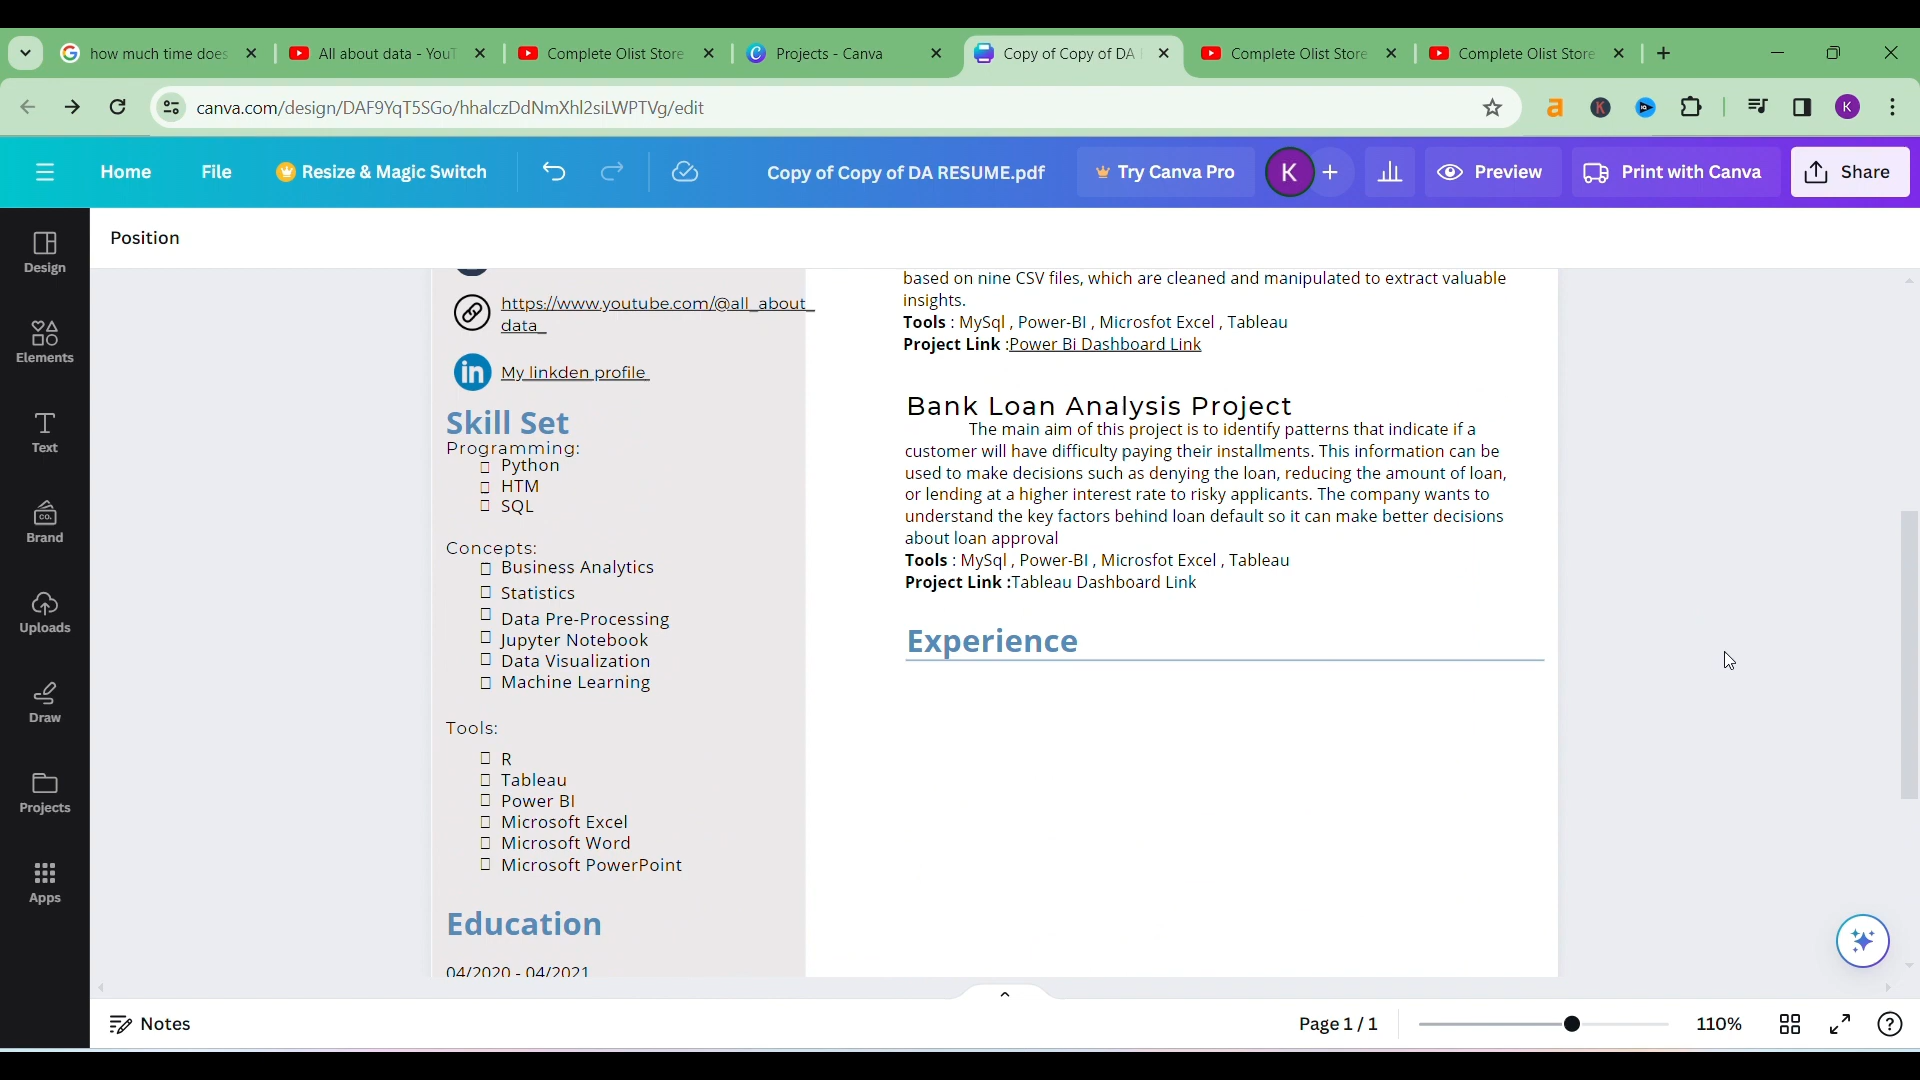 how much time does
All about data - YouT
Complete Olist Store
Projects - Canva
Copy of Copy of DA
Complete Olist Store
Complete Olist Store
canva.com/design/DAF9YqT5SGo/hhalczDdNmXhl2siLWPTVg/edit
K
Home
File
Resize & Magic Switch
Copy of Copy of DA RESUME.pdf
Try Canva Pro
K
Preview
Print with Canva
Share
Position
Design
Elements
Text
Brand
Uploads
Draw
Projects
Apps
https://www.youtube.com/@all_about_
data_
in My linkden profile
Skill Set
Programming:
Python
HTM
SQL
Concepts:
Business Analytics
Statistics
Data Pre-Processing
Jupyter Notebook
Data Visualization
Machine Learning
Tools:
R
Tableau
Power BI
Microsoft Excel
Microsoft Word
Microsoft PowerPoint
Education
04/2020 - 04/2021
based on nine CSV files, which are cleaned and manipulated to extract valuable
insights.
Tools : MySql , Power-BI , Microsfot Excel , Tableau
Project Link :Power Bi Dashboard Link
Bank Loan Analysis Project
The main aim of this project is to identify patterns that indicate if a
customer will have difficulty paying their installments. This information can be
used to make decisions such as denying the loan, reducing the amount of loan,
or lending at a higher interest rate to risky applicants. The company wants to
understand the key factors behind loan default so it can make better decisions
about loan approval
Tools : MySql , Power-BI , Microsfot Excel , Tableau
Project Link :Tableau Dashboard Link
Experience
Notes
Page 1 / 1
110%